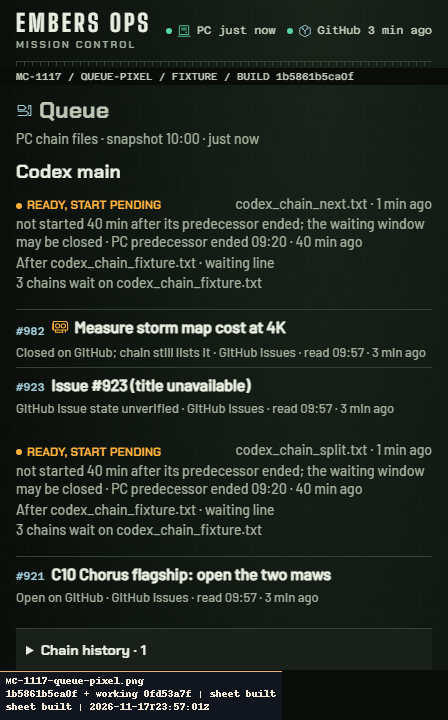 EMBERS OPS
MISSION CONTROL
PC just now
GitHub 3 min ago
MC-1117 / QUEUE-PIXEL / FIXTURE / BUILD 1b5861b5ca0f
Queue
PC chain files · snapshot 10:00 · just now
Codex main
READY, START PENDING
codex_chain_next.txt · 1 min ago
not started 40 min after its predecessor ended; the waiting window
may be closed · PC predecessor ended 09:20 · 40 min ago
After codex_chain_fixture.txt · waiting line
3 chains wait on codex_chain_fixture.txt
#982 Measure storm map cost at 4K
Closed on GitHub; chain still lists it · GitHub Issues · read 09:57 · 3 min ago
#923 Issue #923 (title unavailable)
GitHub issue state unverified · GitHub Issues · read 09:57 · 3 min ago
READY, START PENDING
codex_chain_split.txt · 1 min ago
not started 40 min after its predecessor ended; the waiting window
may be closed · PC predecessor ended 09:20 · 40 min ago
After codex_chain_fixture.txt · waiting line
3 chains wait on codex_chain_fixture.txt
#921 C10 Chorus flagship: open the two maws
Open on GitHub · GitHub Issues · read 09:57 · 3 min ago
Chain history · 1
MC-1117-queue-pixel.png
1b5861b5ca0f + working 0fd53a7f | sheet built
sheet built | 2026-11-17T23:57:01Z